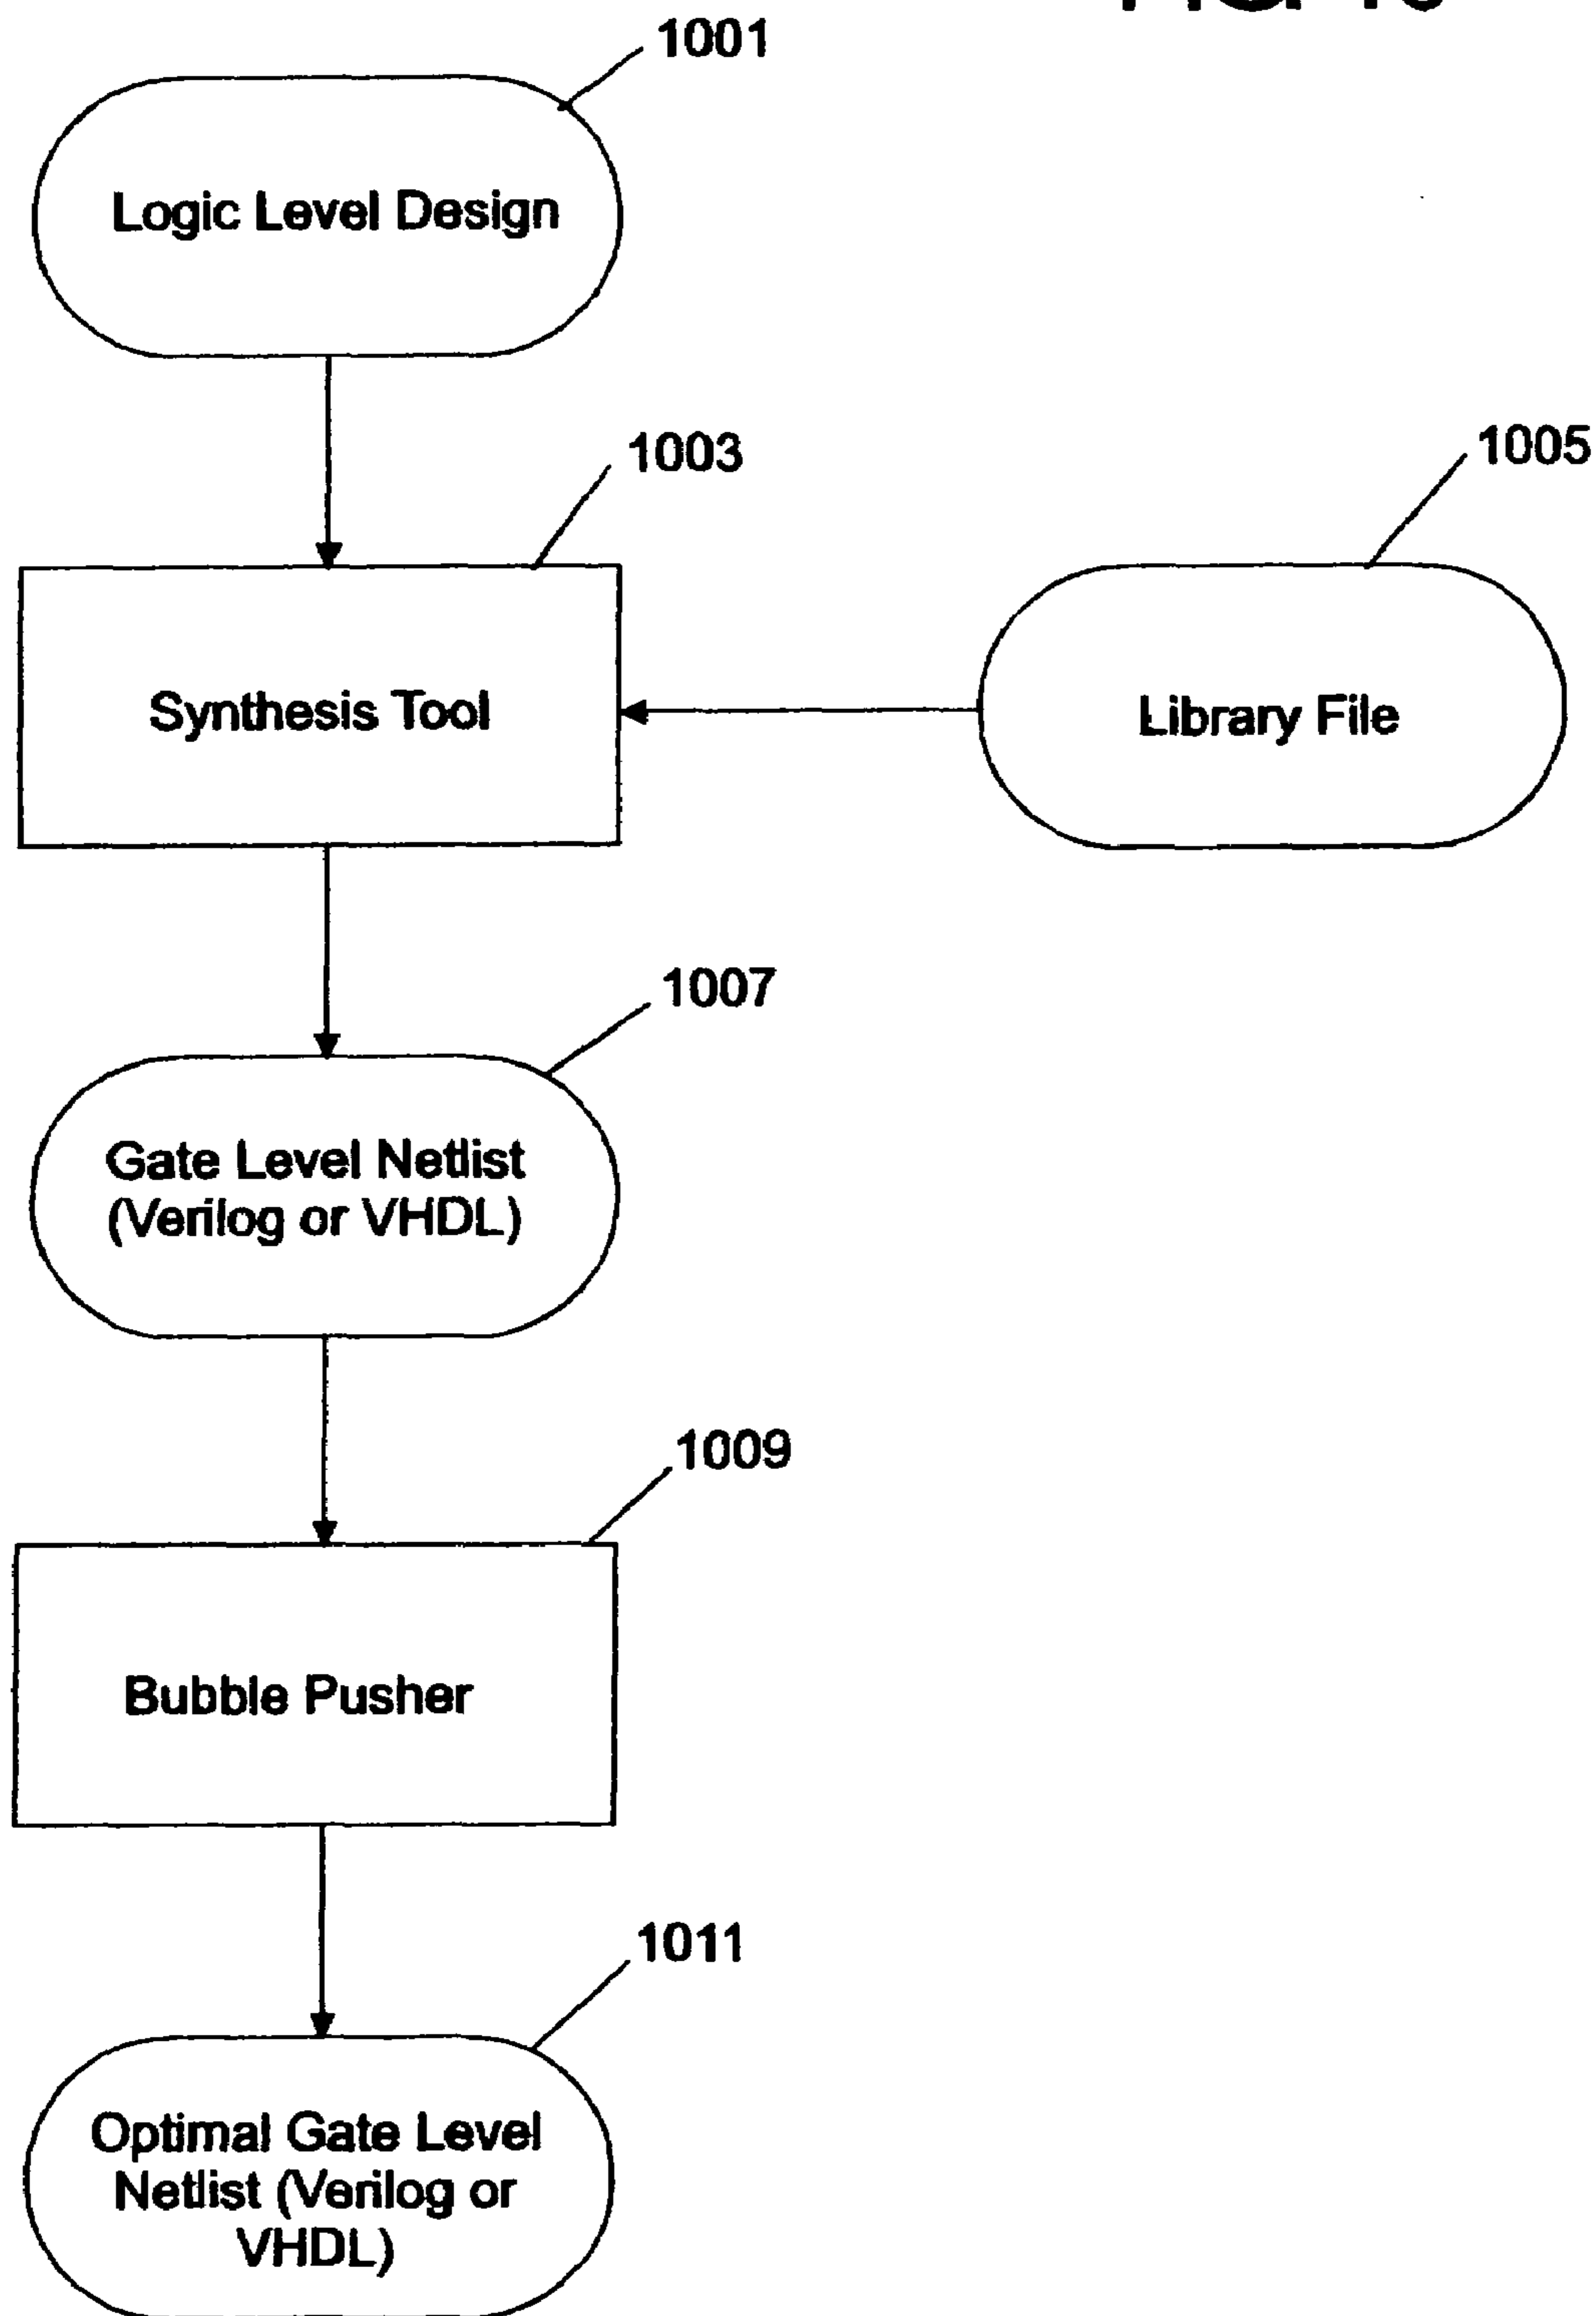 1001
Logic Level Design
1003
1005
Synthesis Tool
Library File
1007
Gate Level Netlist
(Verilog or VHDL)
1009
Bubble Pusher
1011
Optimal Gate Level
Netlist (Verilog or
VHDL)